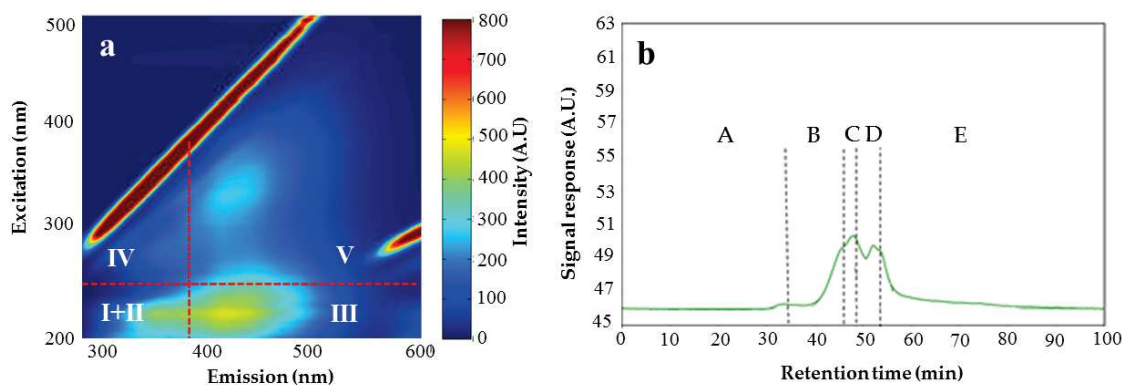 a
Excitation (nm)
500
400
300
200
IV
V
I+II
III
300
400
500
600
Emission (nm)
800
700
600
500
400
300
200
100
0
Intensity (A.U)
b
Signal response (A.U.)
63
61
59
57
55
53
51
49
47
45
A
B
C
D
E
0
10
20
30
40
50
60
70
80
90
100
Retention time (min)